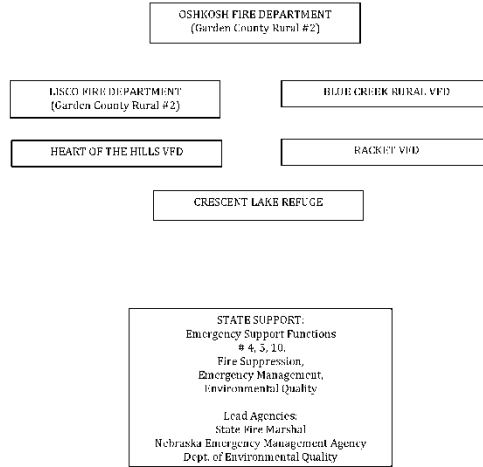 OSHKOSH FIRE DEPARTMENT
(Garden County Rural #2)
LISCO FIRE DEPARTMENT
(Garden County Rural #2)
BLUE CREEK RURAL VFD
HEART OF THE HILLS VFD
RACKET VFD
CRESCENT LAKE REFUGE
STATE SUPPORT:
Emergency Support Functions
# 4, 5, 10.
Fire Suppression,
Emergency Management,
Environmental Quality
Lead Agencies:
State Fire Marshal
Nebraska Emergency Management Agency
Dept. of Environmental Quality